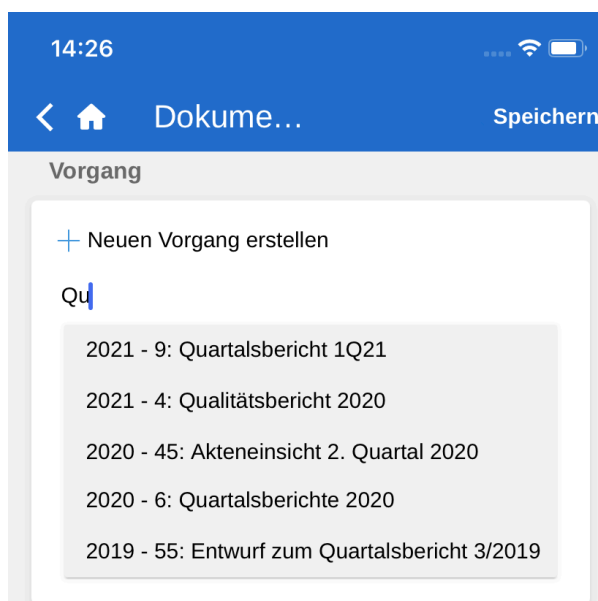 14:26
Dokume...
Speichern
Vorgang
Neuen Vorgang erstellen
Qu
2021 - 9: Quartalsbericht 1Q21
2021 - 4: Qualitätsbericht 2020
2020 - 45: Akteneinsicht 2. Quartal 2020
2020 - 6: Quartalsberichte 2020
2019 - 55: Entwurf zum Quartalsbericht 3/2019